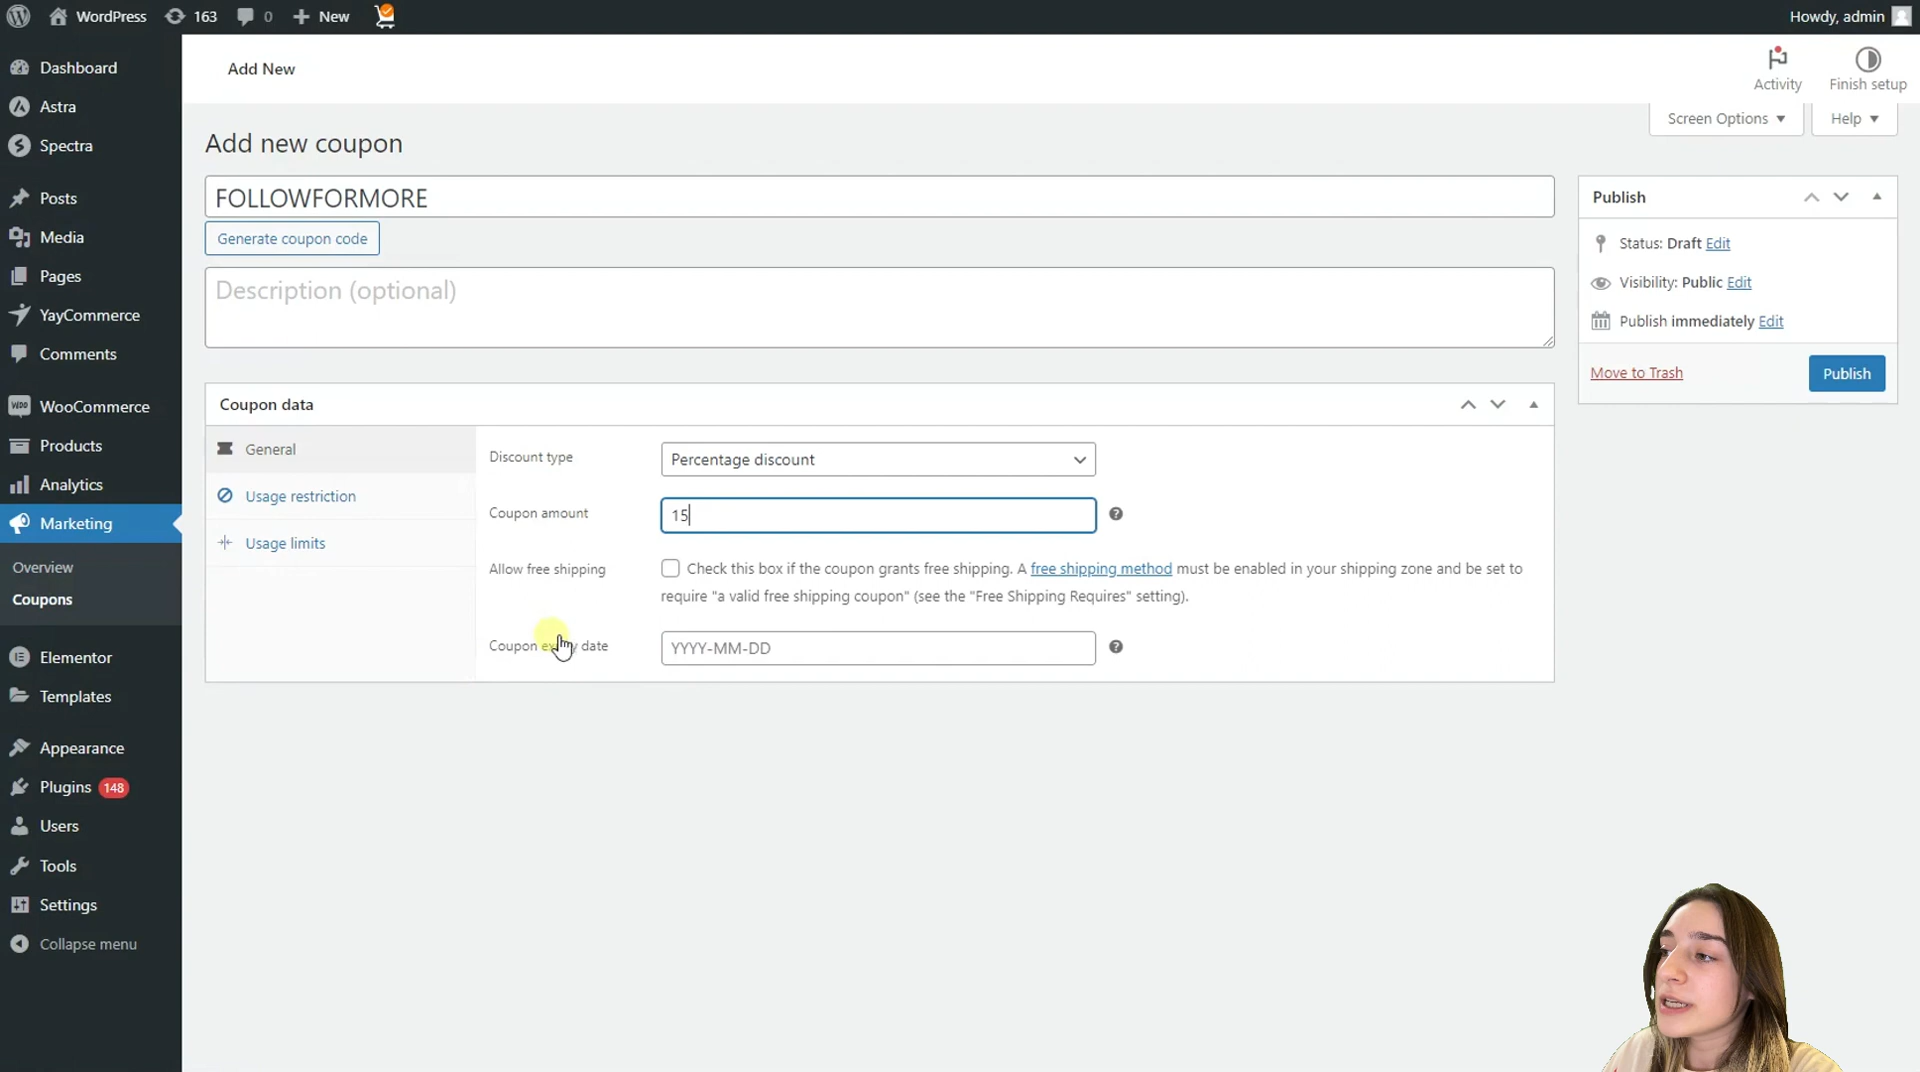 WordPress
163
0
New
Howdy, admin
Dashboard
Astra
Spectra
Posts
Media
Pages
YayCommerce
Comments
WooCommerce
Products
Analytics
Marketing
Overview
Coupons
Elementor
Templates
Appearance
Plugins 148
Users
Tools
Settings
Collapse menu
Add New
Activity
Finish setup
Screen Options
Help
Add new coupon
FOLLOWFORMORE
Generate coupon code
Description (optional)
Coupon data
General
Usage restriction
Usage limits
Discount type
Percentage discount
Coupon amount
15
Allow free shipping
Check this box if the coupon grants free shipping. A free shipping method must be enabled in your shipping zone and be set to
require "a valid free shipping coupon" (see the "Free Shipping Requires" setting).
Coupon date
YYYY-MM-DD
Publish
Status: Draft Edit
Visibility: Public Edit
Publish immediately Edit
Move to Trash
Publish